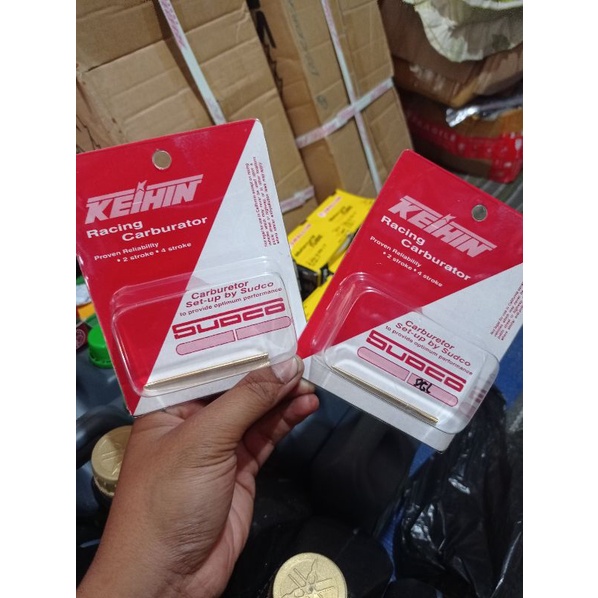 KEIHIN
Racing
Carburator
Proven Reliability
• 2 stroke • 4 stroke
Carburetor
Set-up by Sudco
to provide optimum performance
SUDCO
KEIHIN
Racing
Carburator
Proven Reliability
• 2 stroke • 4 stroke
Carburetor
Set-up by Sudco
to provide optimum performance
SUDCO